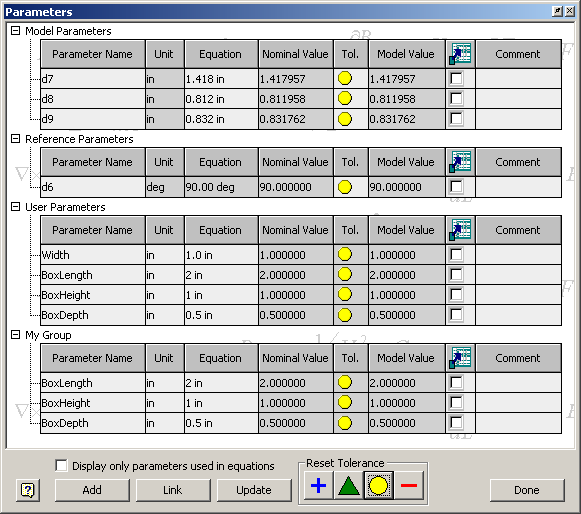 Parameters
Model Parameters
Parameter Name Unit Equation Nominal Value Tol. Model Value Comment
d7 in 1.418 in 1.417957 1.417957
d8 in 0.812 in 0.811958 0.811958
d9 in 0.832 in 0.831762 0.831762
Reference Parameters
Parameter Name Unit Equation Nominal Value Tol. Model Value Comment
d6 deg 90.00 deg 90.000000 90.000000
User Parameters
Parameter Name Unit Equation Nominal Value Tol. Model Value Comment
Width in 1.0 in 1.000000 1.000000
BoxLength in 2 in 2.000000 2.000000
BoxHeight in 1 in 1.000000 1.000000
BoxDepth in 0.5 in 0.500000 0.500000
My Group
Parameter Name Unit Equation Nominal Value Tol. Model Value Comment
BoxLength in 2 in 2.000000 2.000000
BoxHeight in 1 in 1.000000 1.000000
BoxDepth in 0.5 in 0.500000 0.500000
Display only parameters used in equations
Reset Tolerance
Add Link Update Done